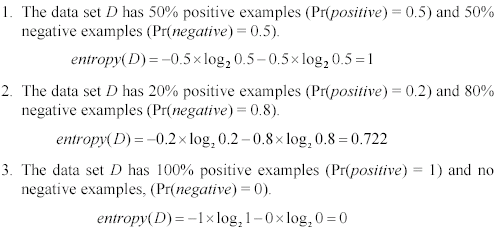 1. The data set D has 50% positive examples (Pr(positive) = 0.5) and 50%
negative examples (Pr(negative) = 0.5).
entropy(D) = −0.5×log₂ 0.5−0.5×log₂ 0.5 = 1
2. The data set D has 20% positive examples (Pr(positive) = 0.2) and 80%
negative examples (Pr(negative) = 0.8).
entropy(D) = −0.2×log₂ 0.2−0.8×log₂ 0.8 = 0.722
3. The data set D has 100% positive examples (Pr(positive) = 1) and no
negative examples, (Pr(negative) = 0).
entropy(D) = −1×log₂ 1−0×log₂ 0 = 0